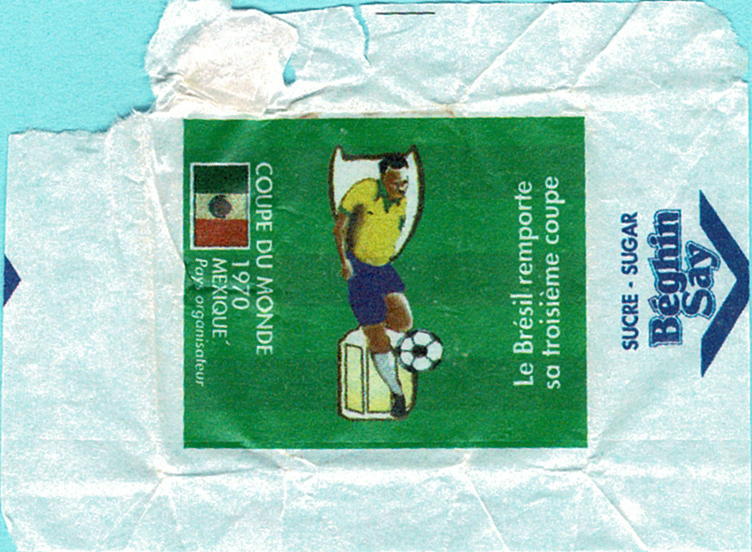 COUPE DU MONDE
1970
MEXIQUE
Pays organisateur
Le Brésil remporte
sa troisième coupe
SUCRE - SUGAR
Béghin
Say